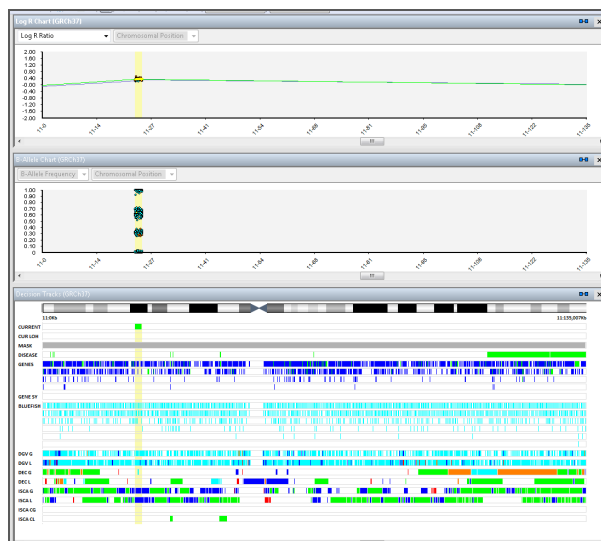 Log R Chart (GRCh37)
Log R Ratio Chromosomal Position
2.00
1.60
1.20
0.80
0.40
-0.00
-0.40
-0.80
-1.20
-1.60
-2.00
11-0 11-14 11-27 11-41 11-54 11-68 11-81 11-95 11-108 11-122 11-135
B-Allele Chart (GRCh37)
B-Allele Frequency Chromosomal Position
1.00
0.90
0.80
0.70
0.60
0.50
0.40
0.30
0.20
0.10
0
11-0 11-14 11-27 11-41 11-54 11-68 11-81 11-95 11-108 11-122 11-135
Decision Tracks (GRCh37)
11:0Kb 11:135,007Kb
CURRENT
CUR LOH
MASK
DISEASE
GENES
GENE SY
BLUEFISH
DGV G
DGV L
DEC G
DEC L
ISCA G
ISCA L
ISCA CG
ISCA CL